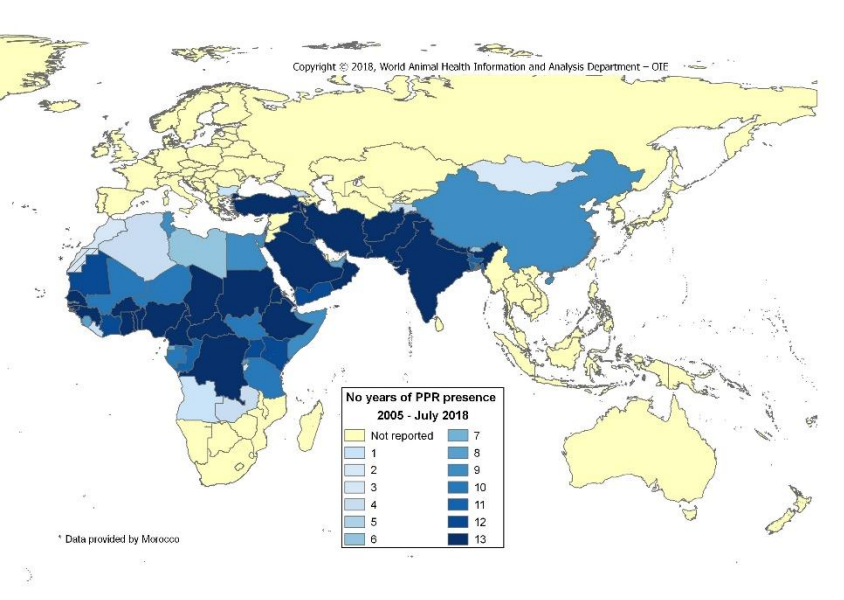 Copyright © 2018, World Animal Health Information and Analysis Department – OIE
*
No years of PPR presence
2005 - July 2018
Not reported
1
2
3
4
5
6
7
8
9
10
11
12
13
* Data provided by Morocco